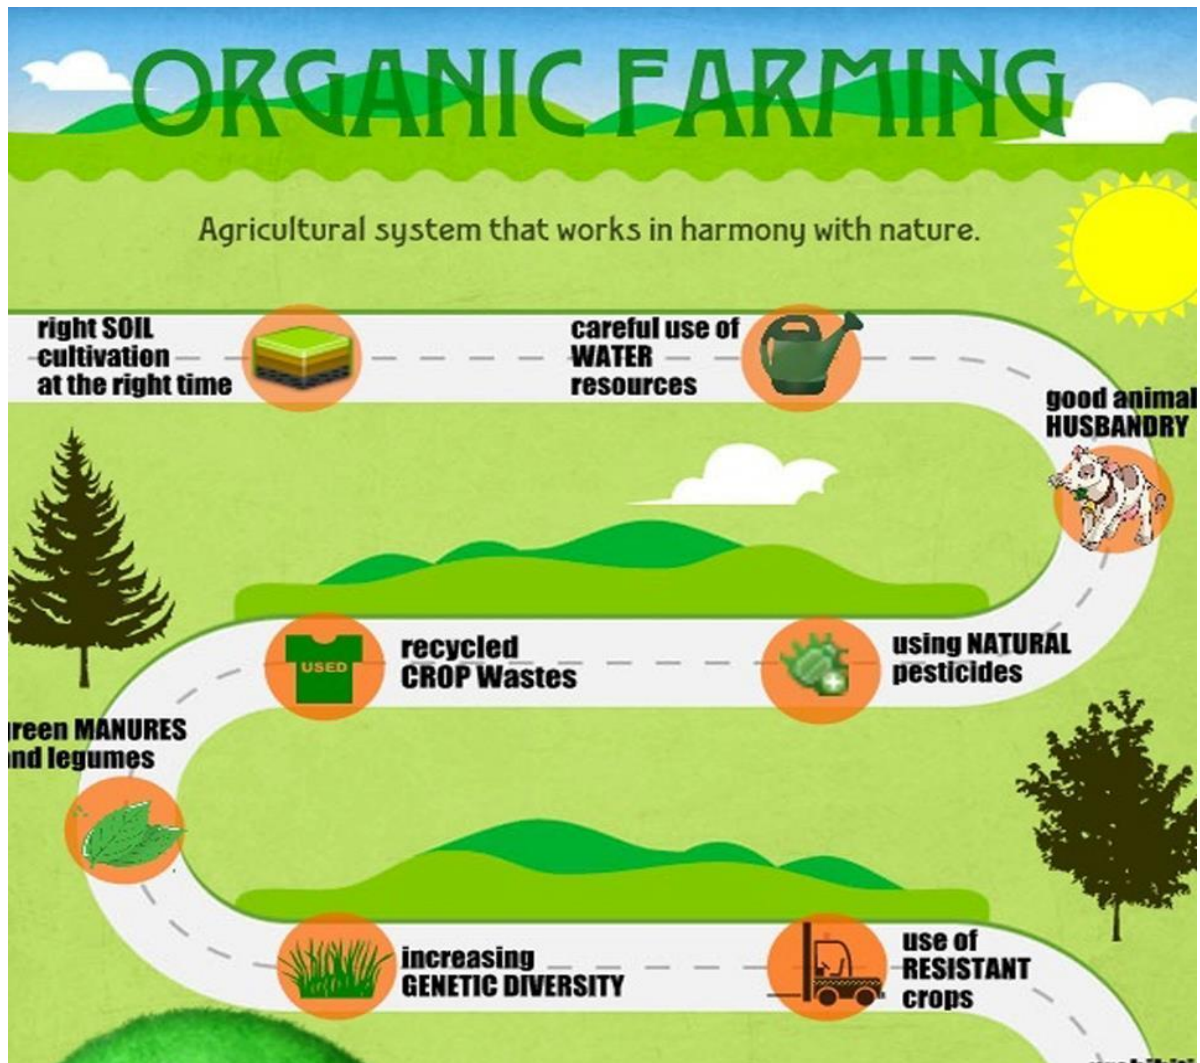 ORGANIC FARMING
Agricultural system that works in harmony with nature.
right SOIL
cultivation
at the right time
careful use of
WATER
resources
good animal
HUSBANDRY
using NATURAL
pesticides
USED
recycled
CROP Wastes
MANURES
legumes
increasing
GENETIC DIVERSITY
use of
RESISTANT
crops